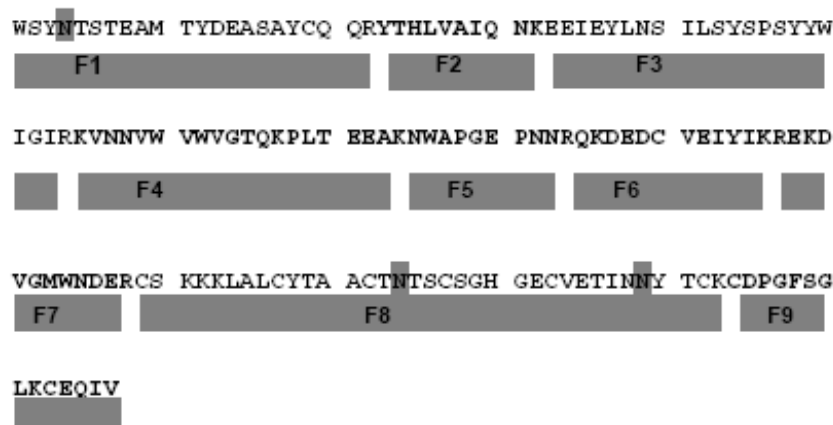 WSYNTSTEAM TYDEASAYCQ QRYTHLVAIQ NKEEIEYLNS ILSYSPSYYW
F1 F2 F3
IGIRKVNNVW VWVGTQKPLT EEAKNWAPGE PNNRQKDEDC VEIYIKREKD
F4 F5 F6
VGMWNDERCS KKKLALCYTA ACTNTSCSGH GECVETINNY TCKCDPGFSG
F7 F8 F9
LKCEQIV